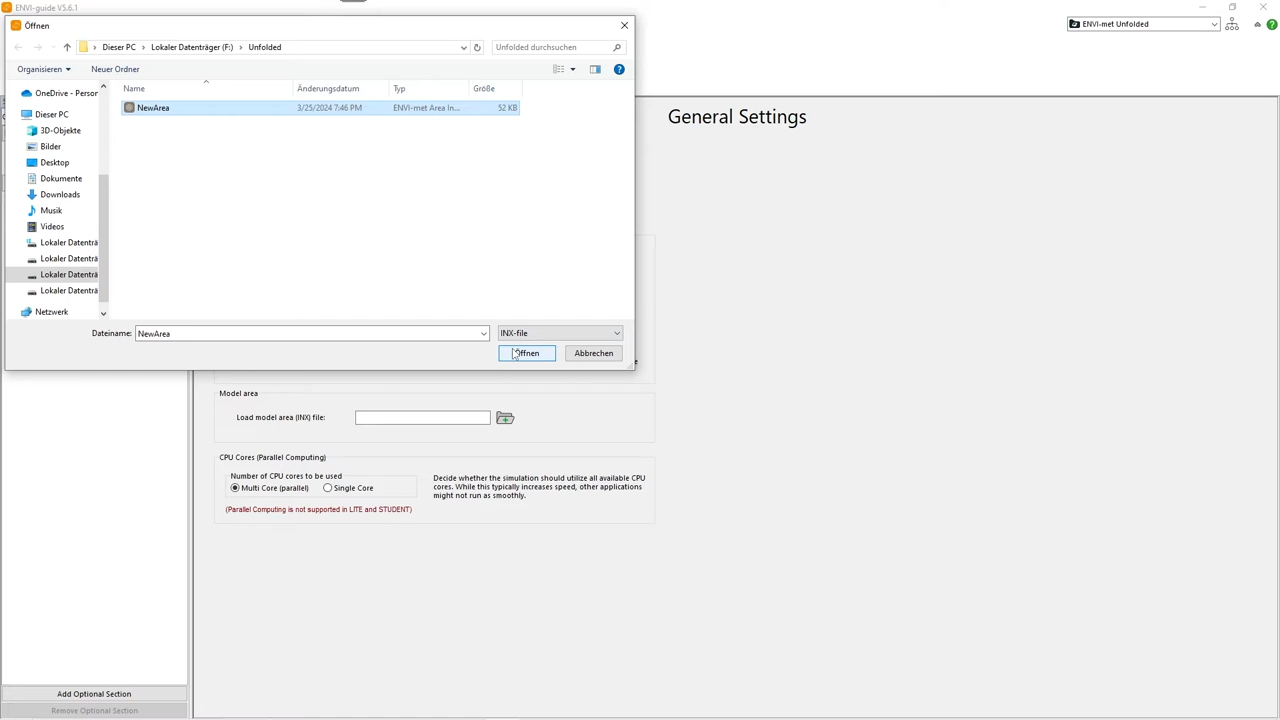 ENVI-guide V5.6.1
Öffnen
Dieser PC
Lokaler Datenträger (F:)
Unfolded
Unfolded durchsuchen
ENVI-met Unfolded
Organisieren
Neuer Ordner
Name
Änderungsdatum
Typ
Größe
NewArea
3/25/2024 7:46 PM
ENVI-met Area In...
52 KB
OneDrive - Person
Dieser PC
3D-Objekte
Bilder
Desktop
Dokumente
Downloads
Musik
Videos
Lokaler Datenträ
Lokaler Datenträ
Lokaler Datenträ
Lokaler Datenträ
Netzwerk
Dateiname:
NewArea
INX-file
Öffnen
Abbrechen
General Settings
Model area
Load model area (INX) file:
CPU Cores (Parallel Computing)
Number of CPU cores to be used
Multi Core (parallel)
Single Core
(Parallel Computing is not supported in LITE and STUDENT)
Decide whether the simulation should utilize all available CPU
cores. While this typically increases speed, other applications
might not run as smoothly.
Add Optional Section
Remove Optional Section